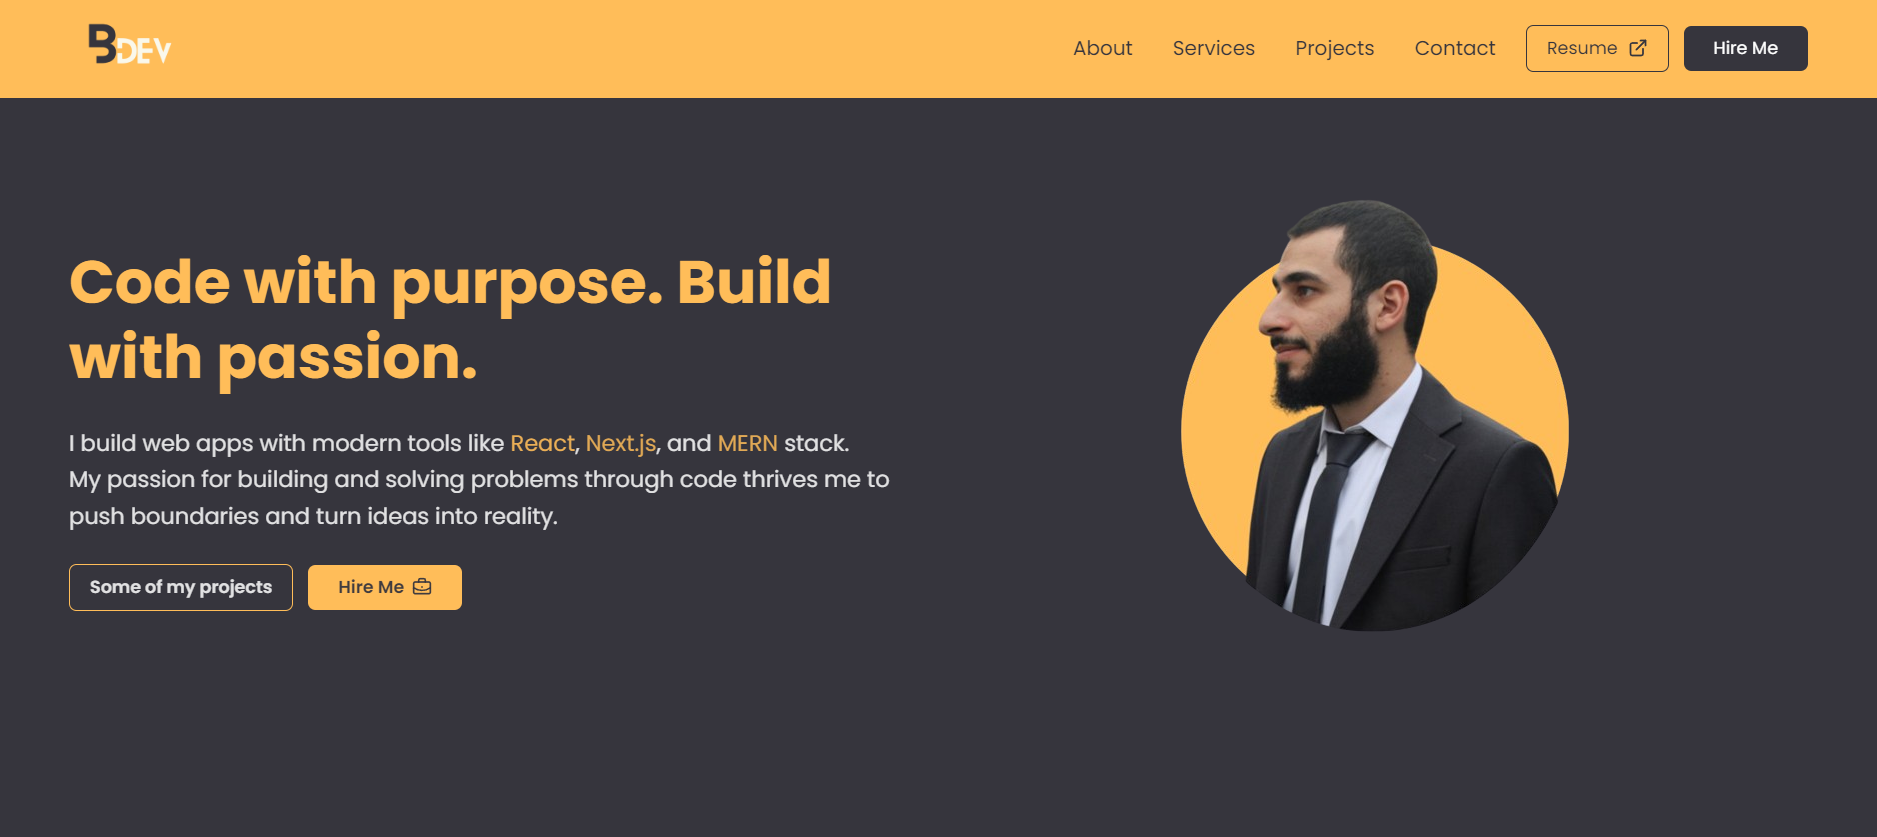 BDEV
About Services Projects Contact Resume Hire Me
Code with purpose. Build
with passion.
I build web apps with modern tools like React, Next.js, and MERN stack.
My passion for building and solving problems through code thrives me to
push boundaries and turn ideas into reality.
Some of my projects Hire Me